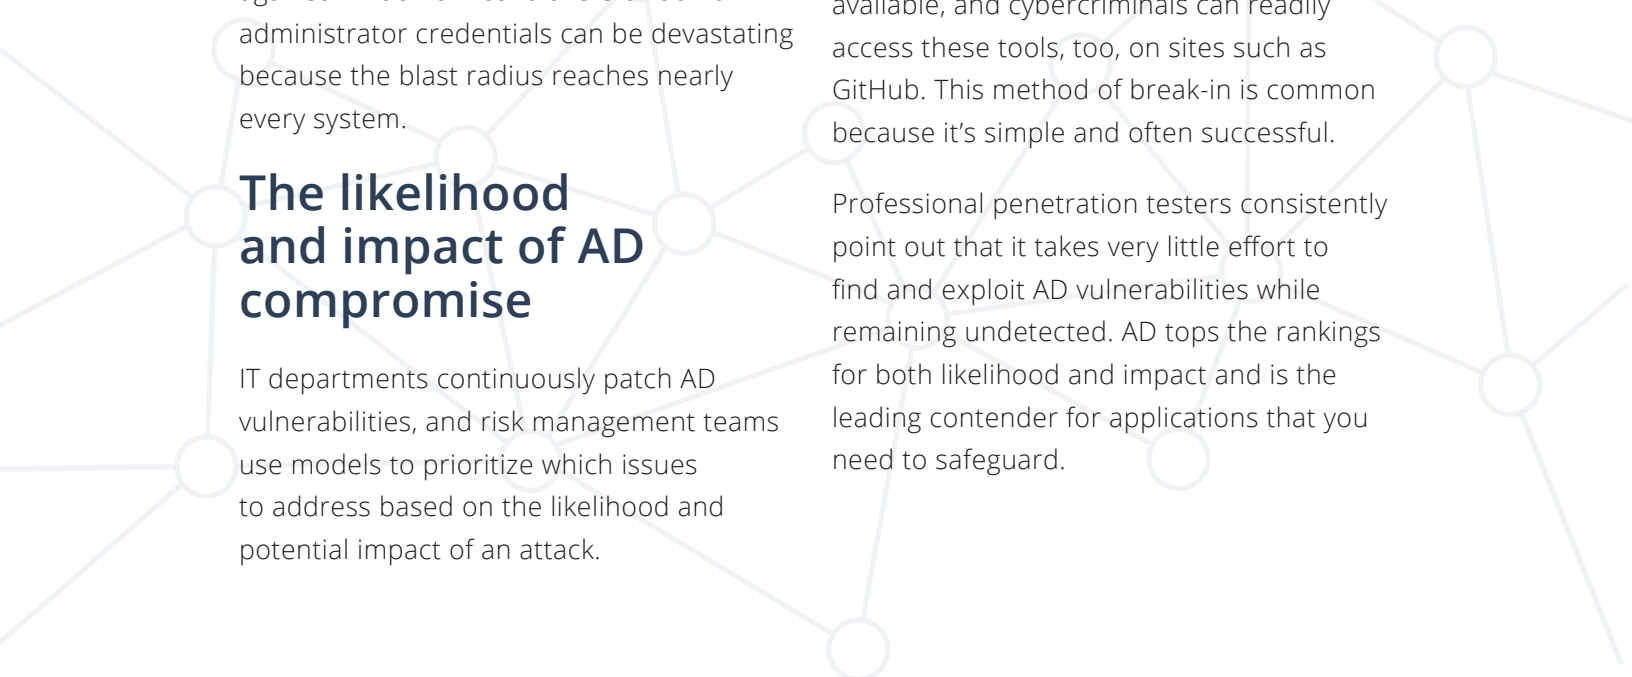 administrator credentials can be devastating
because the blast radius reaches nearly
every system.
The likelihood
and impact of AD
compromise
IT departments continuously patch AD
vulnerabilities, and risk management teams
use models to prioritize which issues
to address based on the likelihood and
potential impact of an attack.
available, and cybercriminals can readily
access these tools, too, on sites such as
GitHub. This method of break-in is common
because it’s simple and often successful.
Professional penetration testers consistently
point out that it takes very little effort to
find and exploit AD vulnerabilities while
remaining undetected. AD tops the rankings
for both likelihood and impact and is the
leading contender for applications that you
need to safeguard.